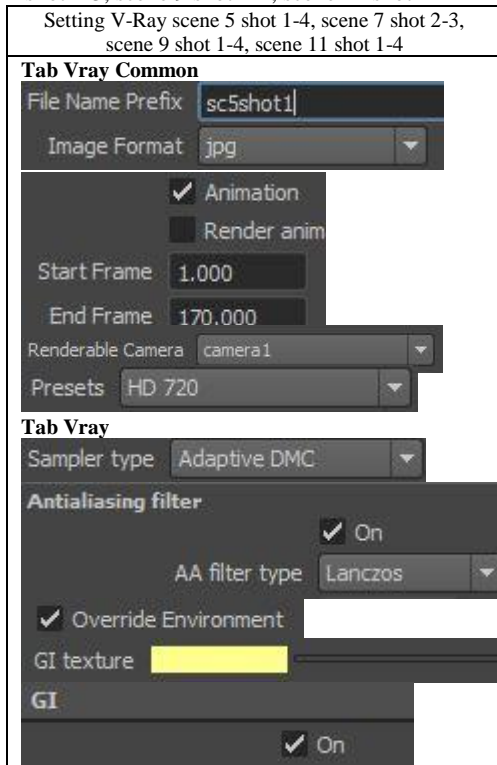 Setting V-Ray scene 5 shot 1-4, scene 7 shot 2-3,
scene 9 shot 1-4, scene 11 shot 1-4
Tab Vray Common
File Name Prefix sc5shot1
Image Format jpg
Animation
Render anim
Start Frame 1.000
End Frame 170.000
Renderable Camera camera1
Presets HD 720
Tab Vray
Sampler type Adaptive DMC
Antialiasing filter
On
AA filter type Lanczos
Override Environment
GI texture
GI
On